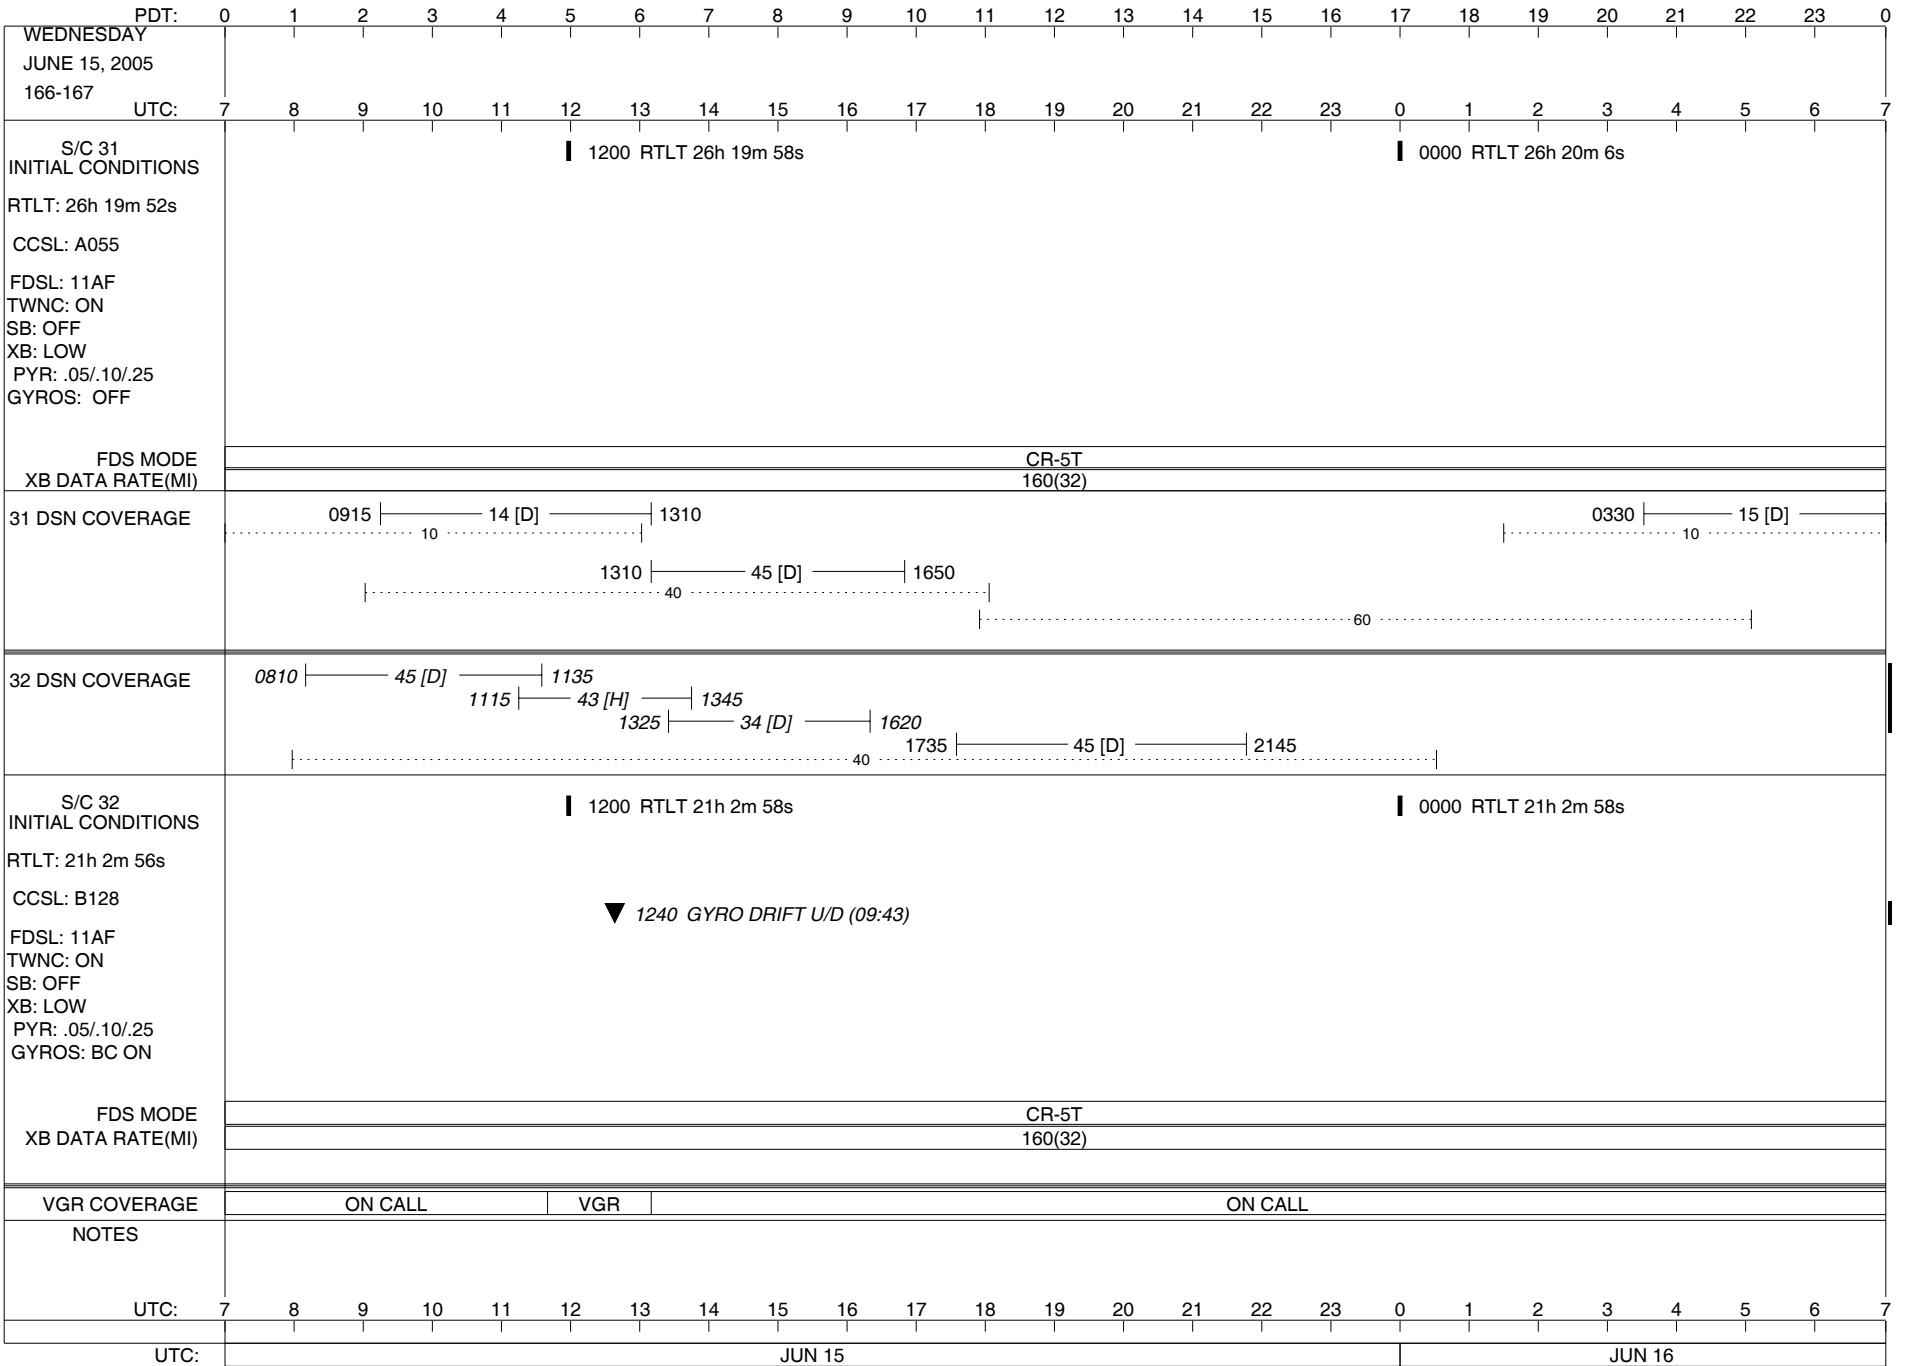 PDT: 0 1 2 3 4 5 6 7 8 9 10 11 12 13 14 15 16 17 18 19 20 21 22 23 0
WEDNESDAY
JUNE 15, 2005
166-167
UTC: 7 8 9 10 11 12 13 14 15 16 17 18 19 20 21 22 23 0 1 2 3 4 5 6 7
S/C 31
INITIAL CONDITIONS
1200 RTLT 26h 19m 58s
0000 RTLT 26h 20m 6s
RTLT: 26h 19m 52s
CCSL: A055
FDSL: 11AF
TWNC: ON
SB: OFF
XB: LOW
PYR: .05/.10/.25
GYROS: OFF
FDS MODE CR-5T
XB DATA RATE(MI) 160(32)
31 DSN COVERAGE 0915 14 [D] 1310 0330 15 [D]
10 10
1310 45 [D] 1650
40
60
32 DSN COVERAGE 0810 45 [D] 1135
1115 43 [H] 1345
1325 34 [D] 1620
1735 45 [D] 2145
40
S/C 32
INITIAL CONDITIONS
1200 RTLT 21h 2m 58s
0000 RTLT 21h 2m 58s
RTLT: 21h 2m 56s
CCSL: B128
1240 GYRO DRIFT U/D (09:43)
FDSL: 11AF
TWNC: ON
SB: OFF
XB: LOW
PYR: .05/.10/.25
GYROS: BC ON
FDS MODE CR-5T
XB DATA RATE(MI) 160(32)
VGR COVERAGE ON CALL VGR ON CALL
NOTES
UTC: 7 8 9 10 11 12 13 14 15 16 17 18 19 20 21 22 23 0 1 2 3 4 5 6 7
UTC: JUN 15 JUN 16